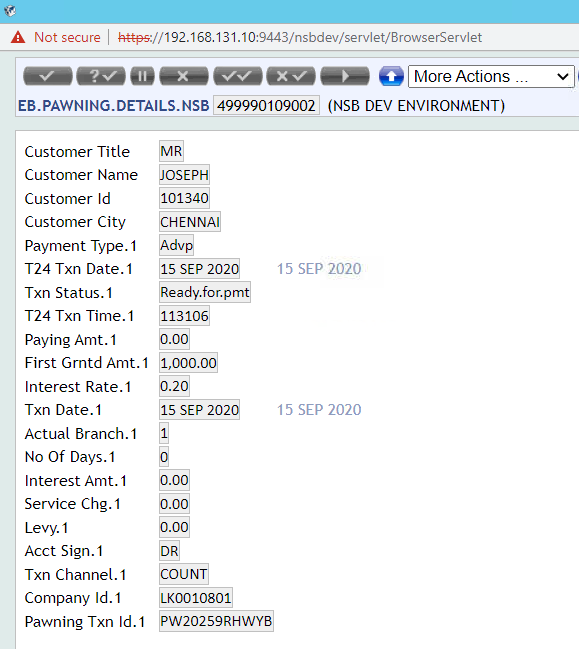 Not secure | https://192.168.131.10:9443/nsbdev/servlet/BrowserServlet
More Actions ...
EB.PAWNING.DETAILS.NSB 499990109002 (NSB DEV ENVIRONMENT)
Customer Title MR
Customer Name JOSEPH
Customer Id 101340
Customer City CHENNAI
Payment Type.1 Advp
T24 Txn Date.1 15 SEP 2020 15 SEP 2020
Txn Status.1 Ready.for.pmt
T24 Txn Time.1 113106
Paying Amt.1 0.00
First Grntd Amt.1 1,000.00
Interest Rate.1 0.20
Txn Date.1 15 SEP 2020 15 SEP 2020
Actual Branch.1 1
No Of Days.1 0
Interest Amt.1 0.00
Service Chg.1 0.00
Levy.1 0.00
Acct Sign.1 DR
Txn Channel.1 COUNT
Company Id.1 LK0010801
Pawning Txn Id.1 PW20259RHWYB